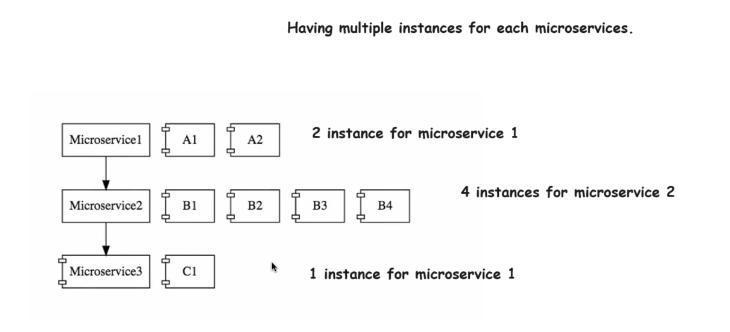 Having multiple instances for each microservices.
Microservice1 A1 A2 2 instance for microservice 1
Microservice2 B1 B2 B3 B4 4 instances for microservice 2
Microservice3 C1 1 instance for microservice 1